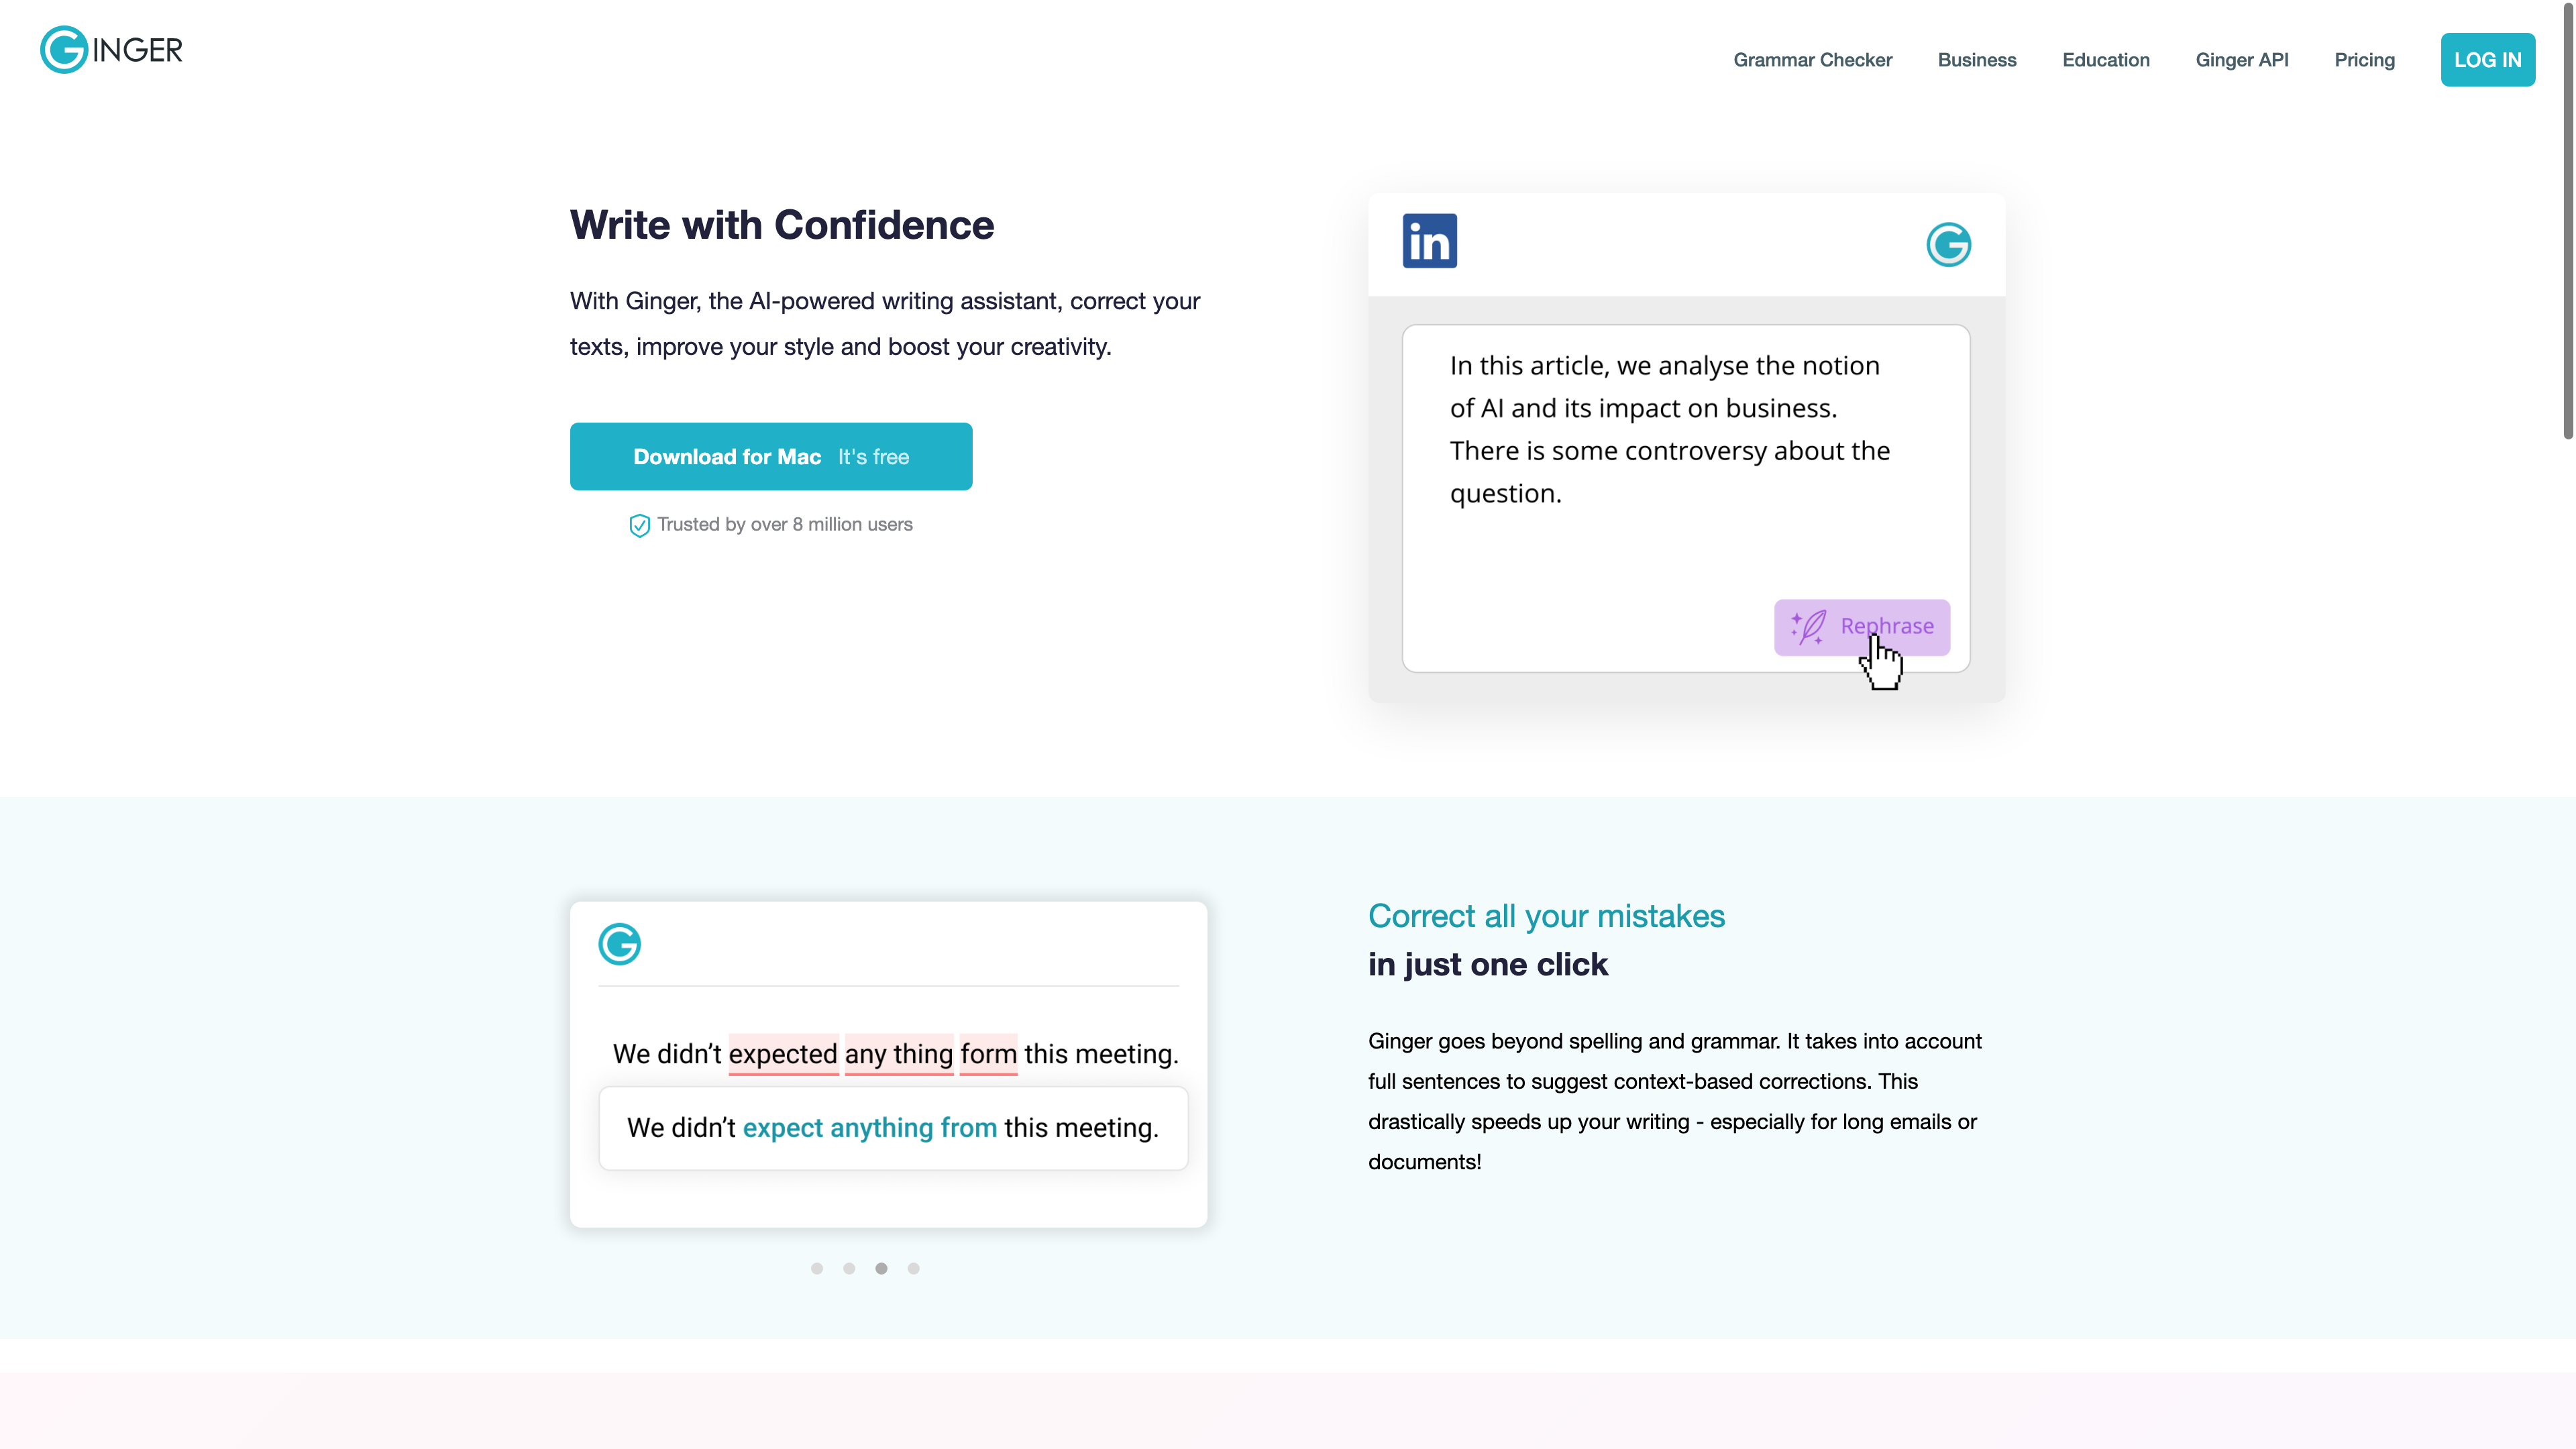 GINGER
Grammar Checker
Business
Education
Ginger API
Pricing
LOG IN
Write with Confidence
With Ginger, the AI-powered writing assistant, correct your
texts, improve your style and boost your creativity.
Download for Mac It's free
Trusted by over 8 million users
in
G
In this article, we analyse the notion
of AI and its impact on business.
There is some controversy about the
question.
Rephrase
G
We didn’t expected any thing form this meeting.
We didn’t expect anything from this meeting.
Correct all your mistakes
in just one click
Ginger goes beyond spelling and grammar. It takes into account
full sentences to suggest context-based corrections. This
drastically speeds up your writing - especially for long emails or
documents!